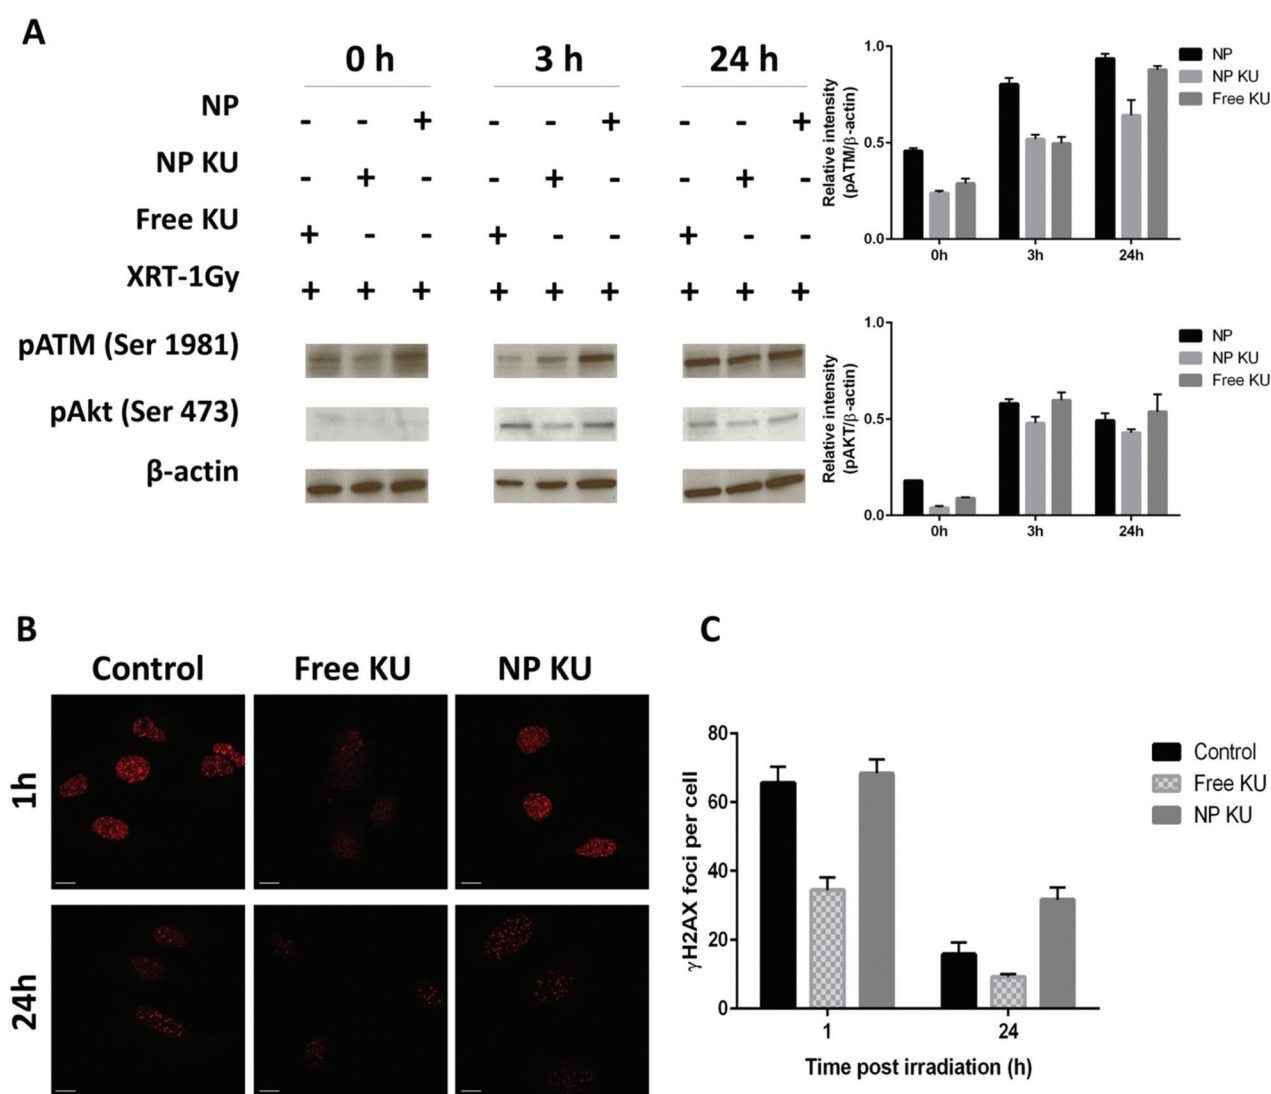 A
0 h
3 h
24 h
NP
- - +
- - +
- - +
NP KU
- + -
- + -
- + -
Free KU
+ - -
+ - -
+ - -
XRT-1Gy
+ + +
+ + +
+ + +
pATM (Ser 1981)
pAkt (Ser 473)
β-actin
Relative intensity
(pATM/β-actin)
1.0
0.5
0.0
0h
3h
24h
NP
NP KU
Free KU
Relative intensity
(pAKT/β-actin)
1.0
0.5
0.0
0h
3h
24h
NP
NP KU
Free KU
B
Control
Free KU
NP KU
1h
24h
C
γH2AX foci per cell
80
60
40
20
0
1
24
Time post irradiation (h)
Control
Free KU
NP KU